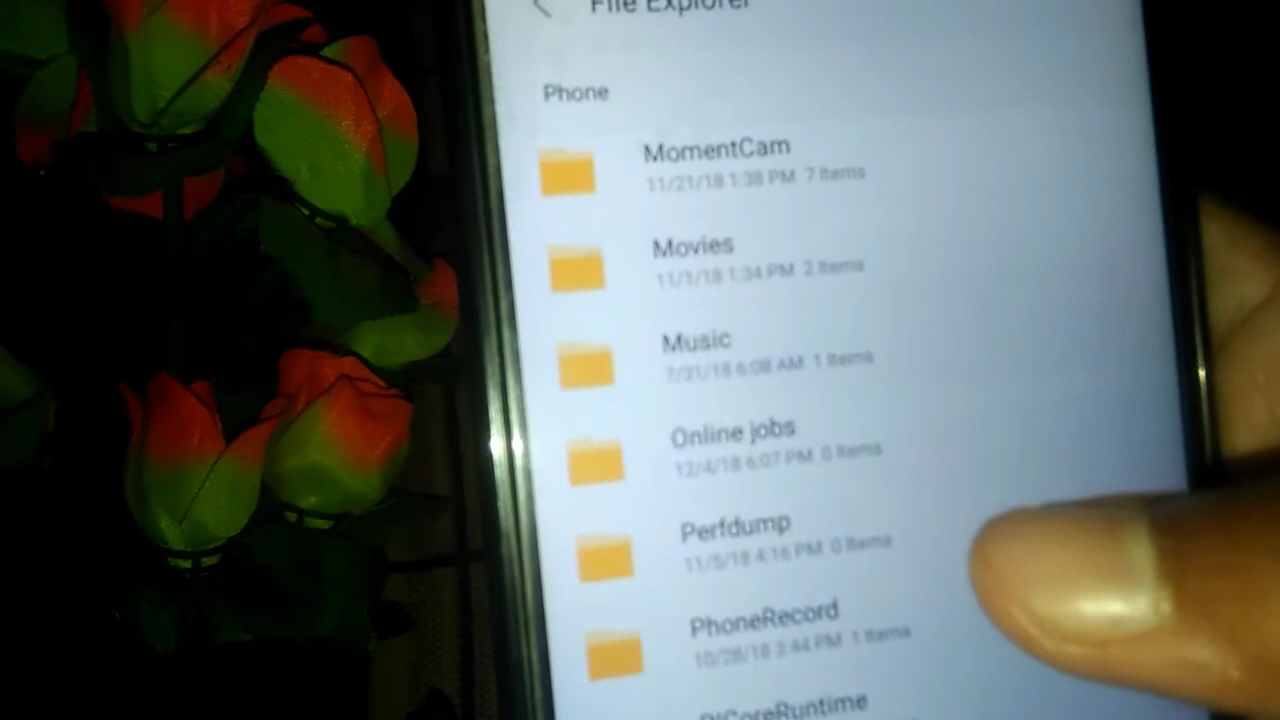 File Explorer
Phone
MomentCam
11/21/18 1:38 PM 7 Items
Movies
11/1/18 1:34 PM 2 Items
Music
7/31/18 6:08 AM 1 Items
Online jobs
12/4/18 6:07 PM 0 Items
Perfdump
11/5/18 4:16 PM 0 Items
PhoneRecord
10/28/18 3:44 PM 1 Items